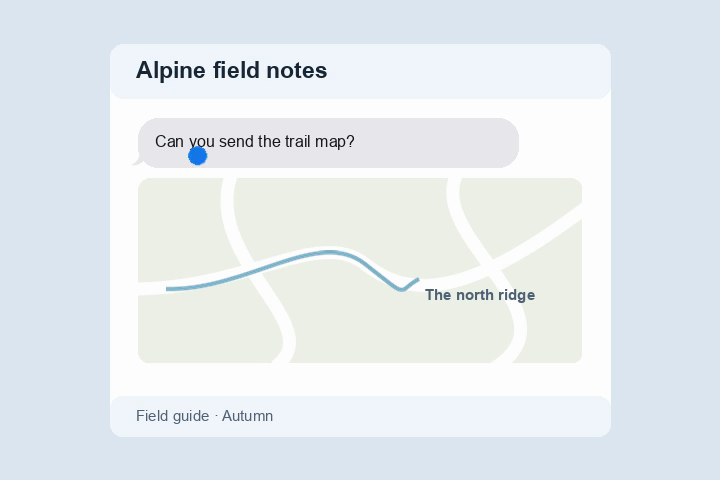 Alpine field notes
Can you send the trail map?
The north ridge
Field guide · Autumn